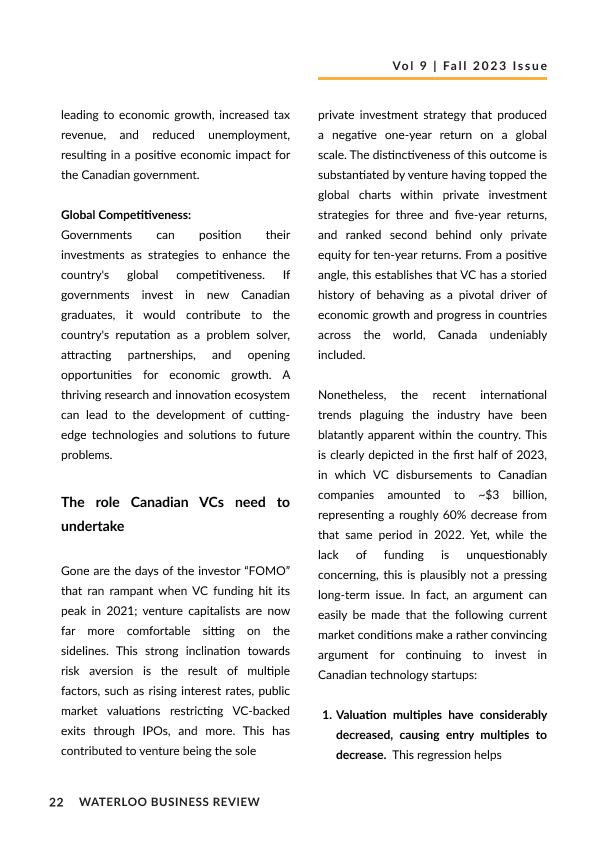 Vol 9 | Fall 2023 Issue
leading to economic growth, increased tax
revenue, and reduced unemployment,
resulting in a positive economic impact for
the Canadian government.
Global Competitiveness:
Governments can position their
investments as strategies to enhance the
country's global competitiveness. If
governments invest in new Canadian
graduates, it would contribute to the
country's reputation as a problem solver,
attracting partnerships, and opening
opportunities for economic growth. A
thriving research and innovation ecosystem
can lead to the development of cutting-
edge technologies and solutions to future
problems.
The role Canadian VCs need to
undertake
Gone are the days of the investor “FOMO”
that ran rampant when VC funding hit its
peak in 2021; venture capitalists are now
far more comfortable sitting on the
sidelines. This strong inclination towards
risk aversion is the result of multiple
factors, such as rising interest rates, public
market valuations restricting VC-backed
exits through IPOs, and more. This has
contributed to venture being the sole
private investment strategy that produced
a negative one-year return on a global
scale. The distinctiveness of this outcome is
substantiated by venture having topped the
global charts within private investment
strategies for three and five-year returns,
and ranked second behind only private
equity for ten-year returns. From a positive
angle, this establishes that VC has a storied
history of behaving as a pivotal driver of
economic growth and progress in countries
across the world, Canada undeniably
included.
Nonetheless, the recent international
trends plaguing the industry have been
blatantly apparent within the country. This
is clearly depicted in the first half of 2023,
in which VC disbursements to Canadian
companies amounted to ~$3 billion,
representing a roughly 60% decrease from
that same period in 2022. Yet, while the
lack of funding is unquestionably
concerning, this is plausibly not a pressing
long-term issue. In fact, an argument can
easily be made that the following current
market conditions make a rather convincing
argument for continuing to invest in
Canadian technology startups:
1. Valuation multiples have considerably
decreased, causing entry multiples to
decrease. This regression helps
22 WATERLOO BUSINESS REVIEW